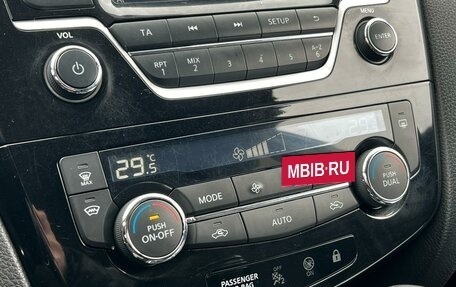 VOL
TA
SETUP
MENU
ENTER
RPT 1
MIX 2
3
4
5
A-Z 6
MAX
29.5 °C
29
MBIB.RU
MODE
AUTO
PUSH ON-OFF
PUSH DUAL
PASSENGER